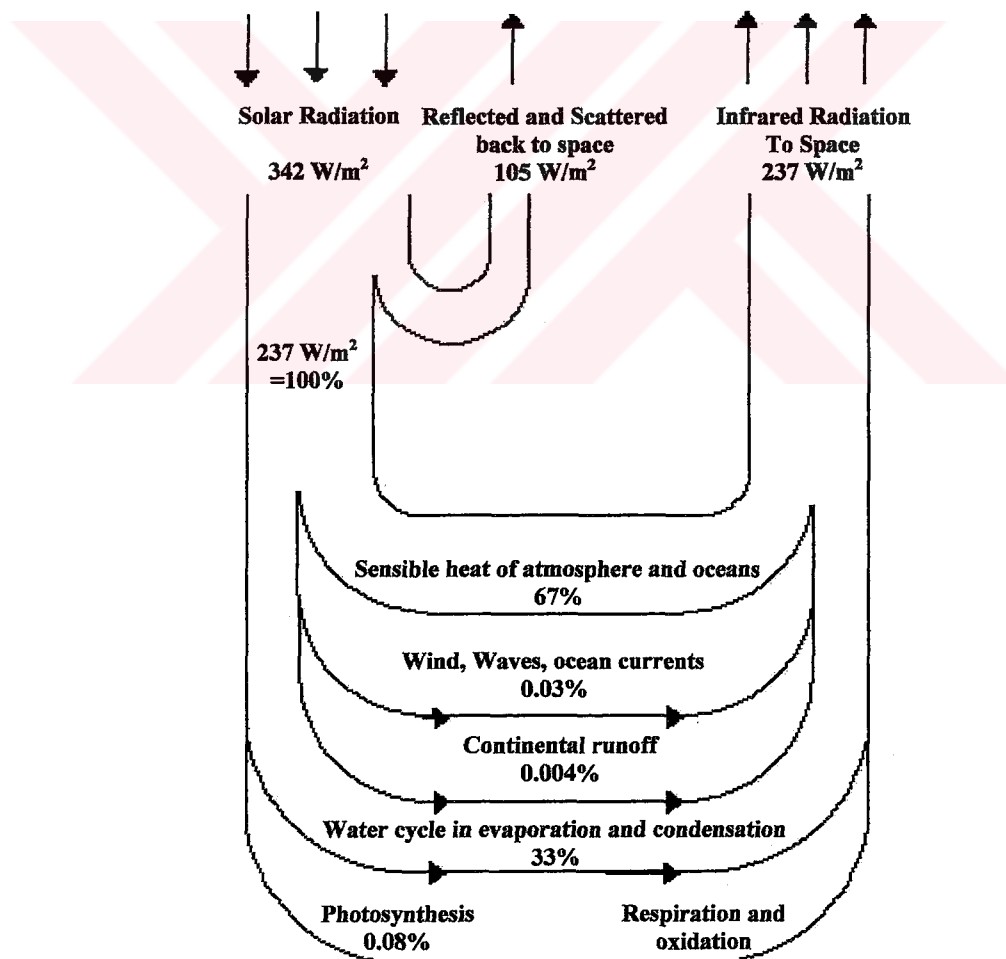 Solar Radiation
342 W/m²
Reflected and Scattered
back to space
105 W/m²
Infrared Radiation
To Space
237 W/m²
237 W/m²
=100%
Sensible heat of atmosphere and oceans
67%
Wind, Waves, ocean currents
0.03%
Continental runoff
0.004%
Water cycle in evaporation and condensation
33%
Photosynthesis
0.08%
Respiration and
oxidation